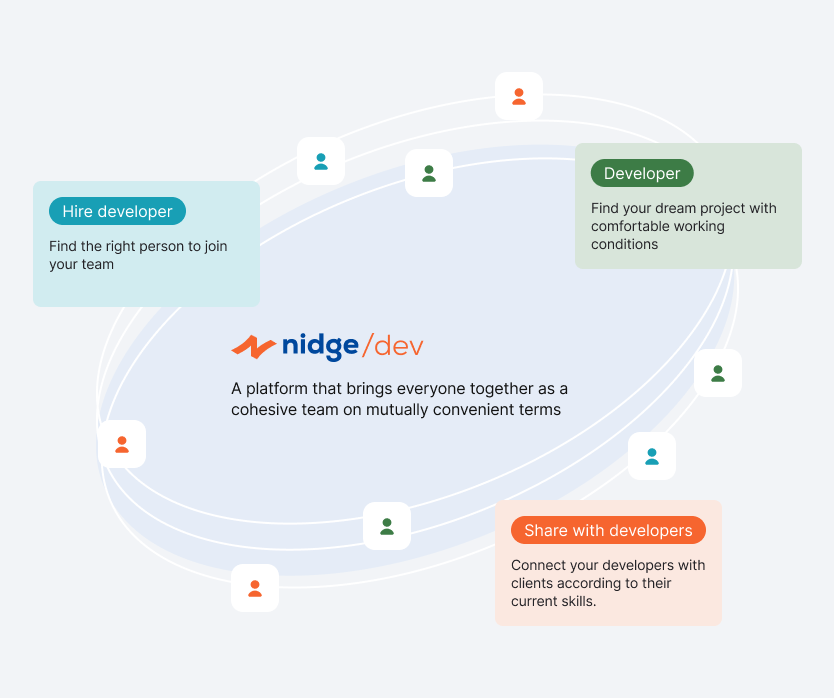 Developer
Find your dream project with
comfortable working
conditions
Hire developer
Find the right person to join
your team
nidge/dev
A platform that brings everyone together as a
cohesive team on mutually convenient terms
Share with developers
Connect your developers with
clients according to their
current skills.